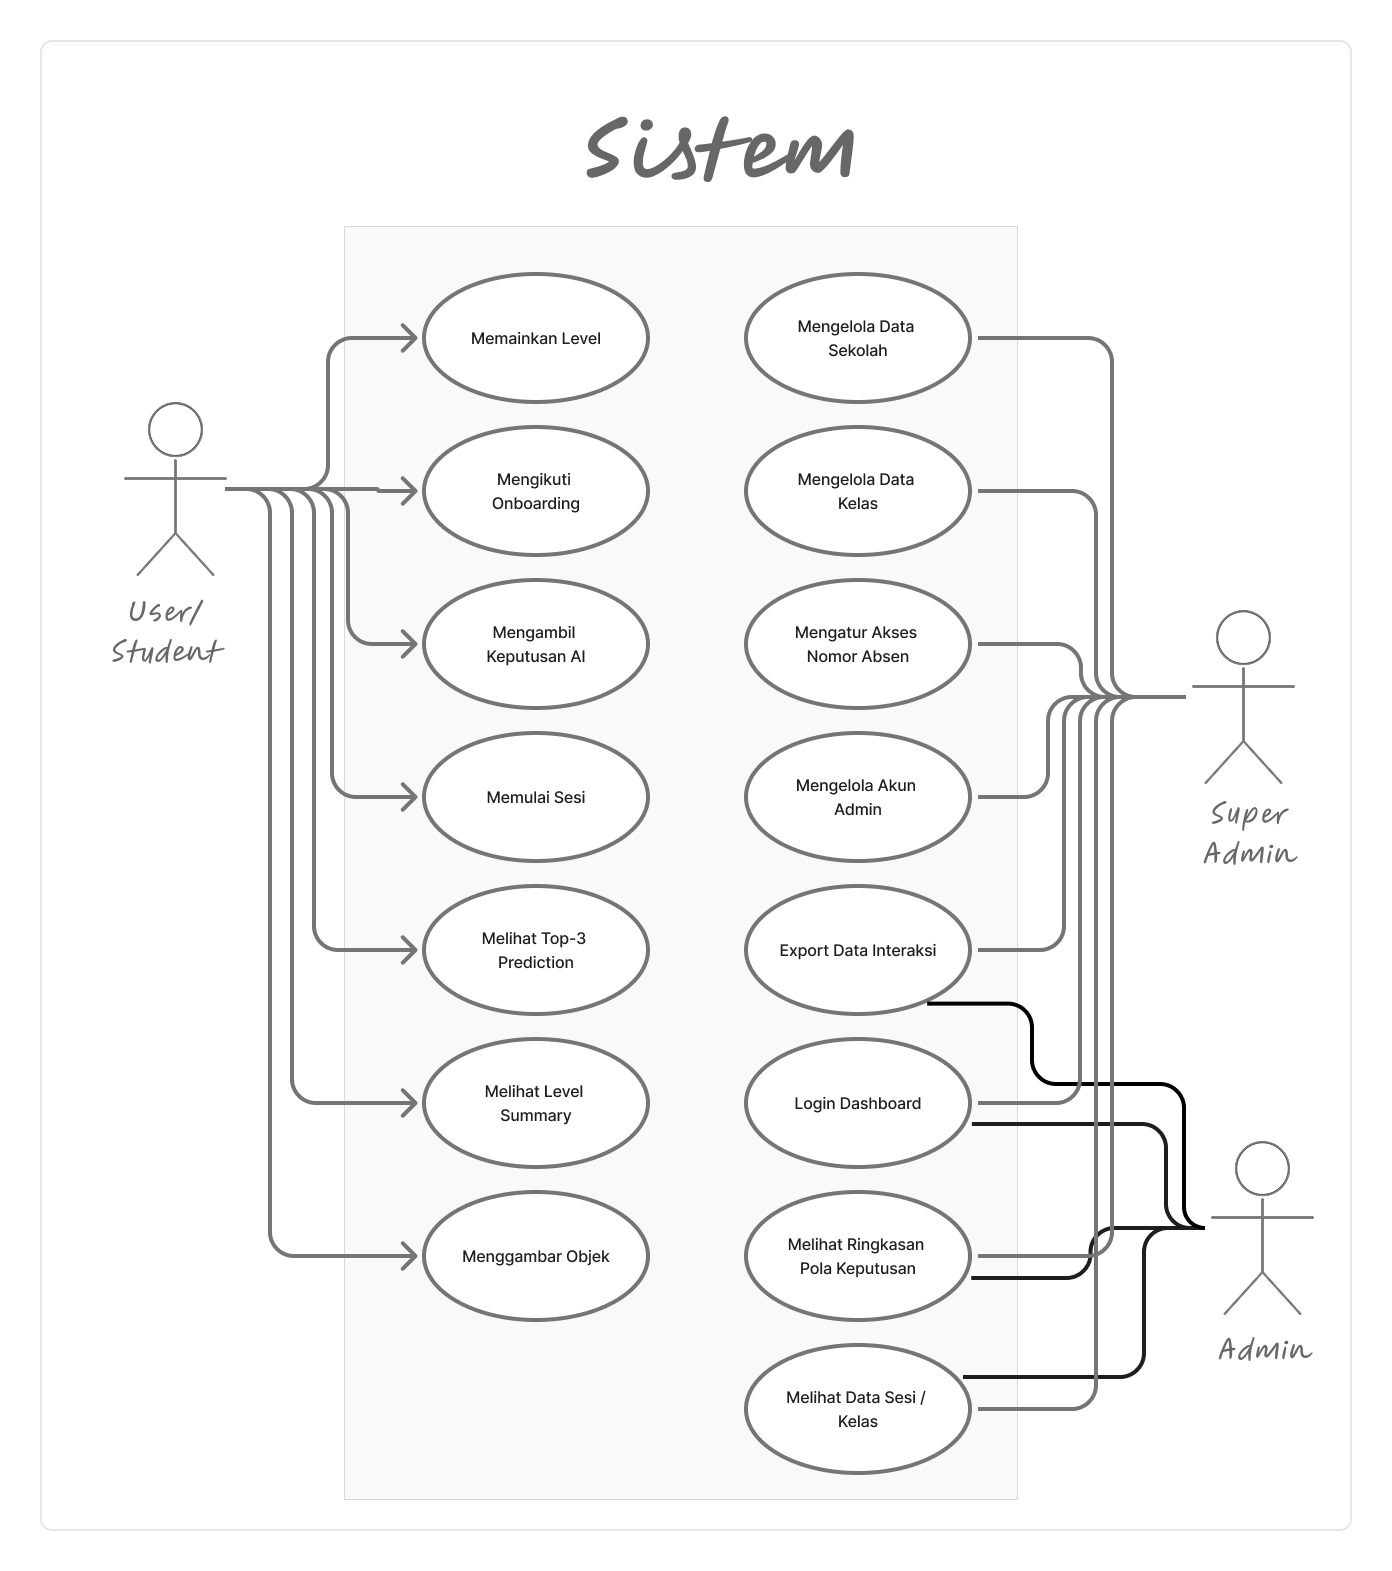 Sistem
Memainkan Level
Mengikuti
Onboarding
Mengambil
Keputusan AI
Memulai Sesi
Melihat Top-3
Prediction
Melihat Level
Summary
Menggambar Objek
Mengelola Data
Sekolah
Mengelola Data
Kelas
Mengatur Akses
Nomor Absen
Mengelola Akun
Admin
Export Data Interaksi
Login Dashboard
Melihat Ringkasan
Pola Keputusan
Melihat Data Sesi /
Kelas
User/
Student
Super
Admin
Admin